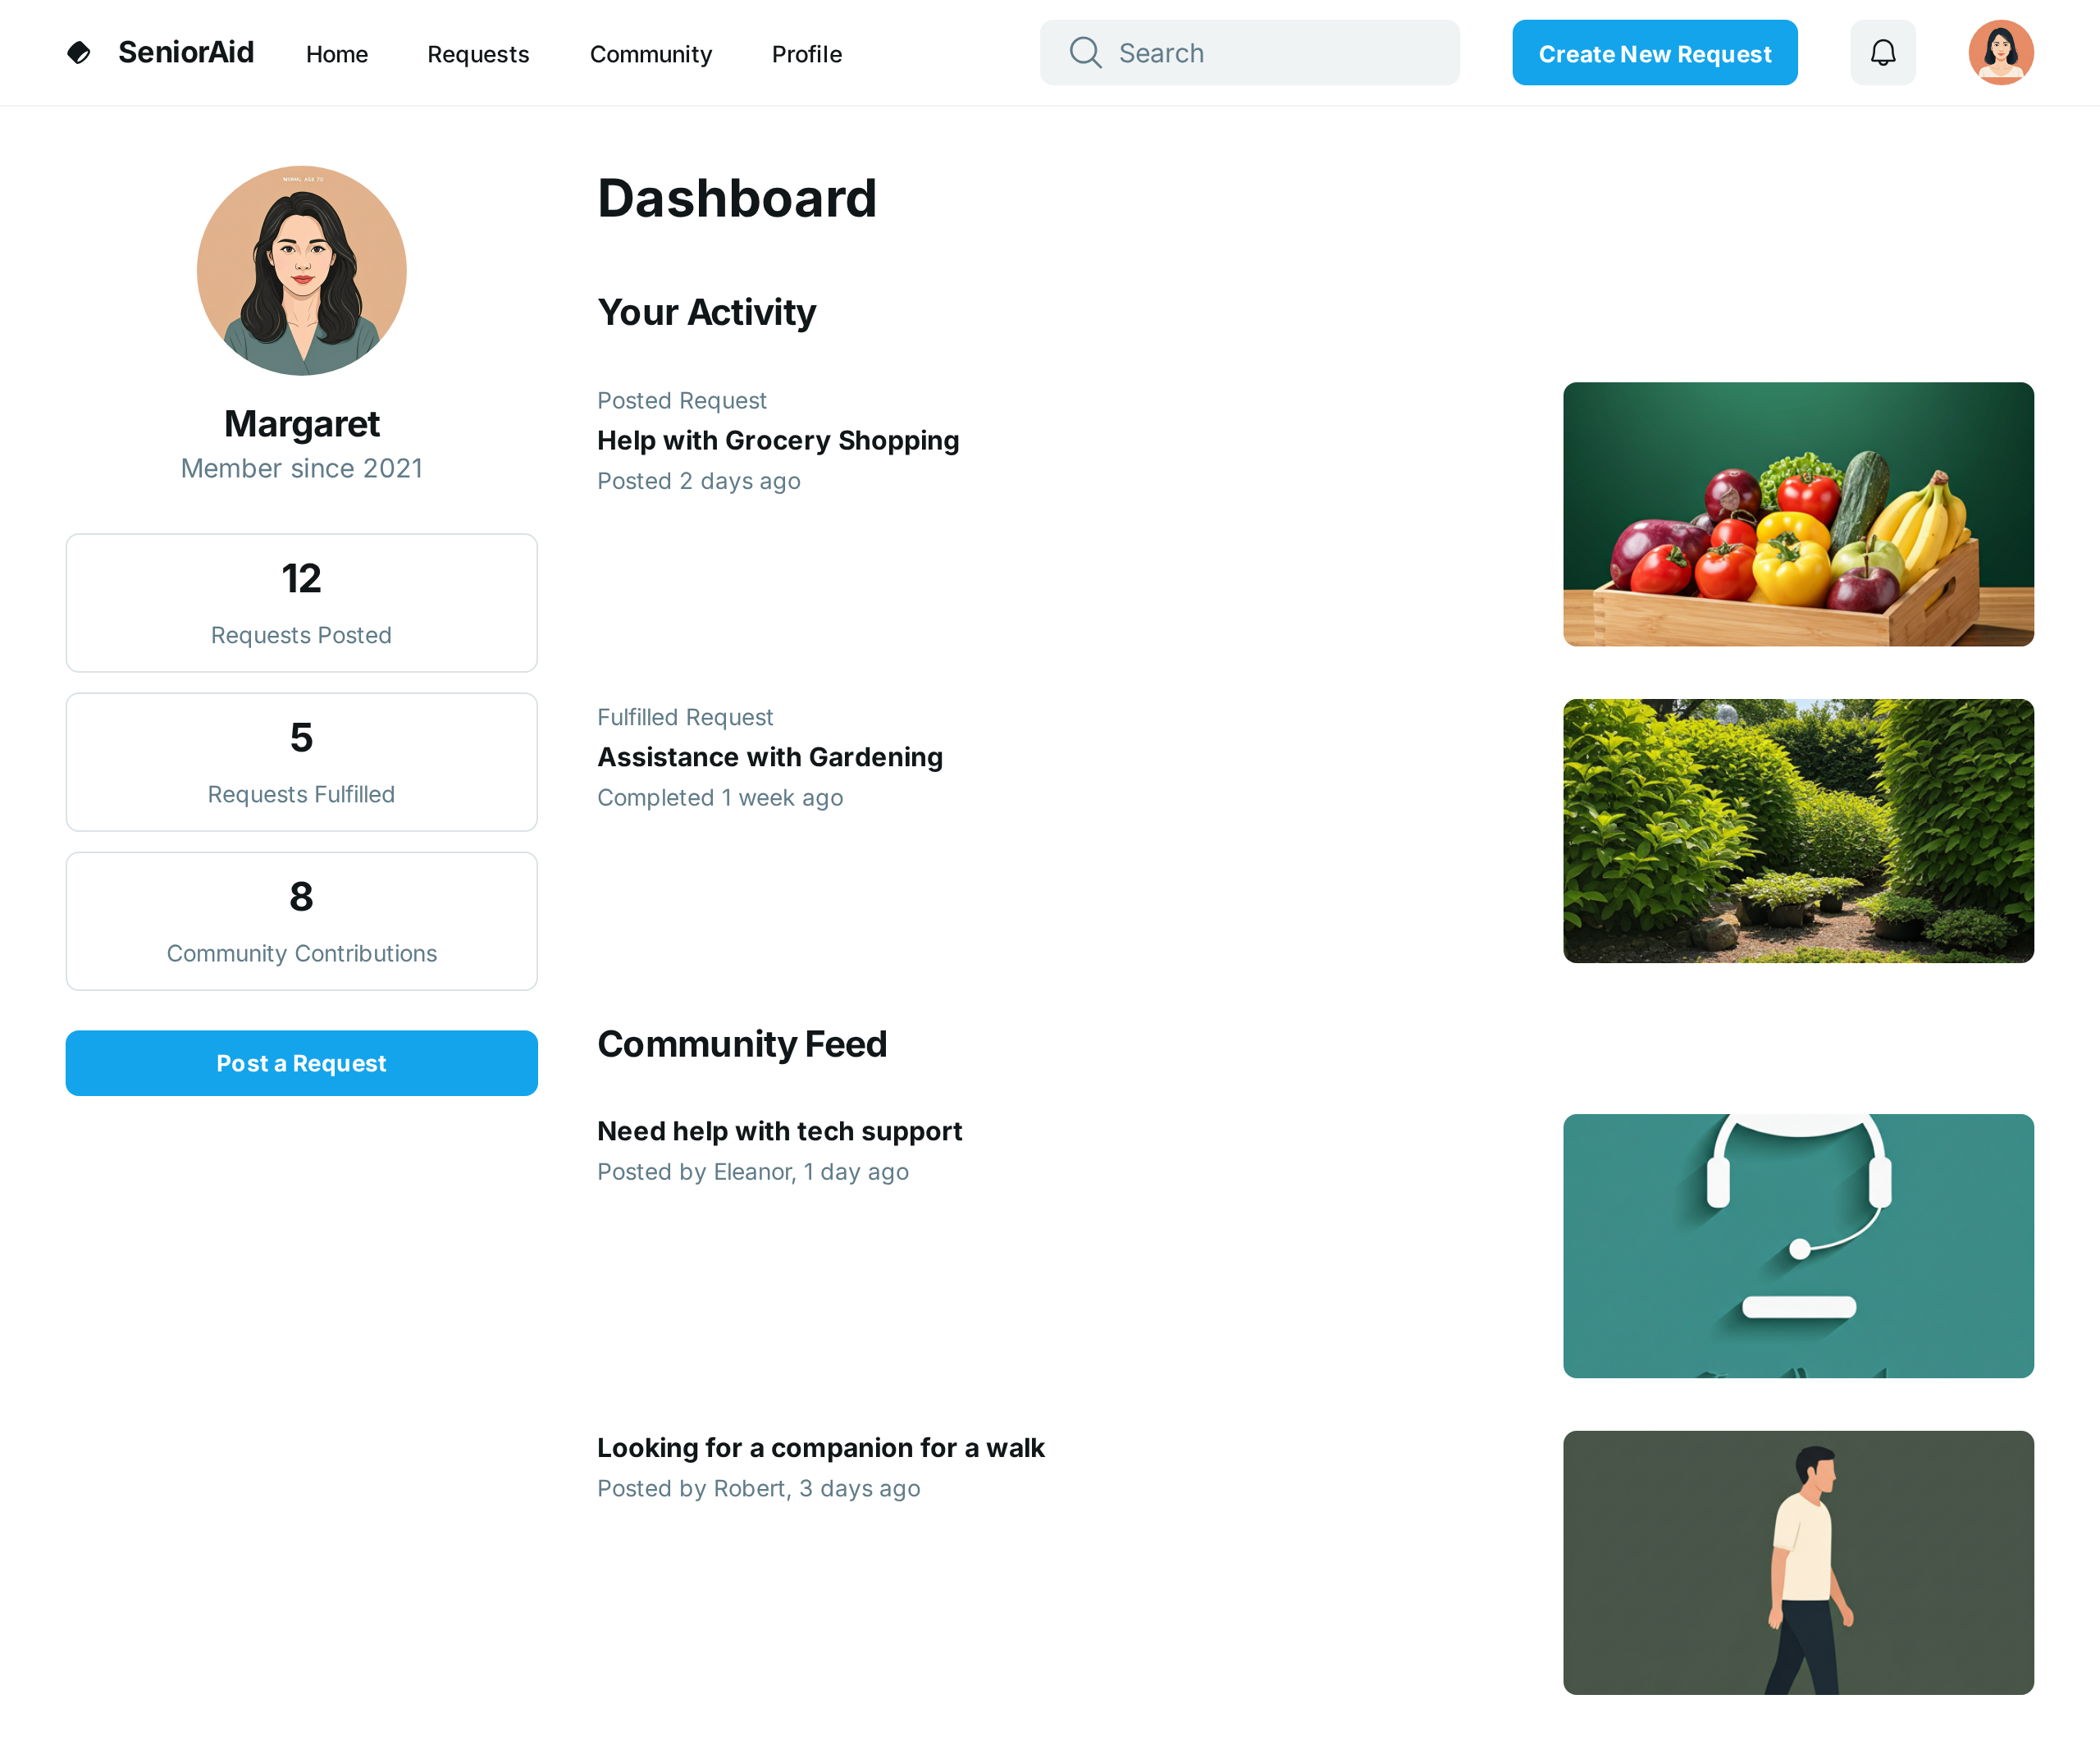 SeniorAid
Home
Requests
Community
Profile
Search
Create New Request
Margaret
Member since 2021
12
Requests Posted
5
Requests Fulfilled
8
Community Contributions
Post a Request
Dashboard
Your Activity
Posted Request
Help with Grocery Shopping
Posted 2 days ago
Fulfilled Request
Assistance with Gardening
Completed 1 week ago
Community Feed
Need help with tech support
Posted by Eleanor, 1 day ago
Looking for a companion for a walk
Posted by Robert, 3 days ago